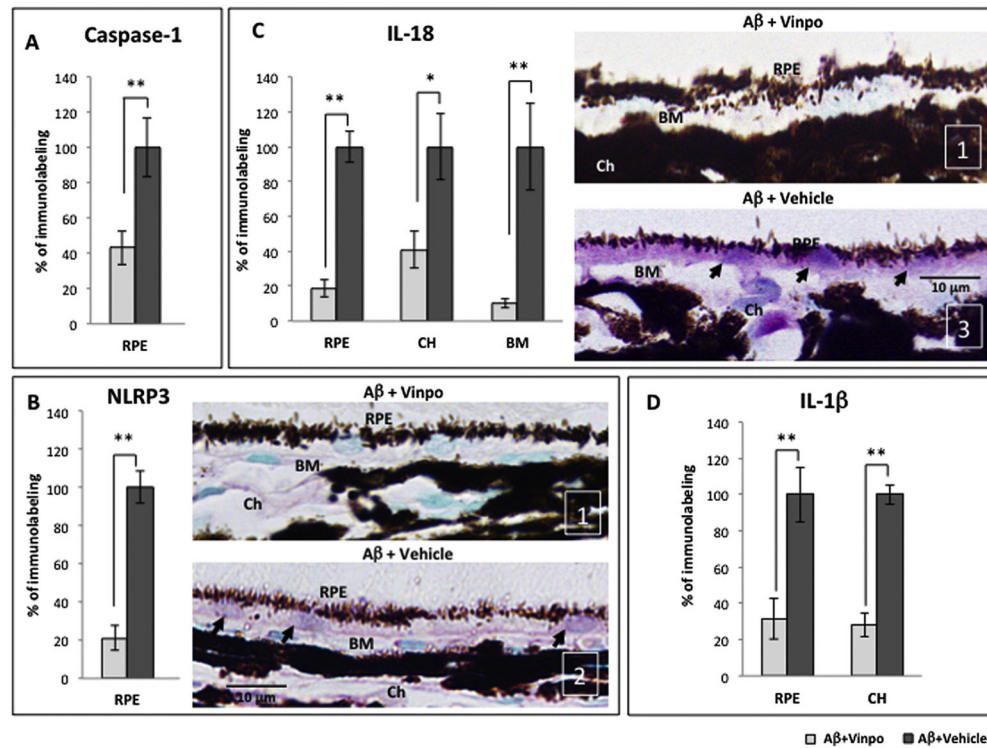 A
Caspase-1
% of immunolabeling
140
120
100
80
60
40
20
0
**
RPE
C
IL-18
% of immunolabeling
140
120
100
80
60
40
20
0
**
*
**
RPE
CH
BM
Aβ + Vinpo
RPE
BM
Ch
1
Aβ + Vehicle
RPE
BM
10 µm
Ch
3
B
NLRP3
% of immunolabeling
140
120
100
80
60
40
20
0
**
RPE
Aβ + Vinpo
RPE
BM
Ch
1
Aβ + Vehicle
RPE
BM
Ch
10 µm
2
D
IL-1β
% of immunolabeling
140
120
100
80
60
40
20
0
**
**
RPE
CH
Aβ+Vinpo
Aβ+Vehicle